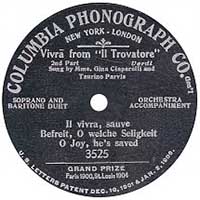 COLUMBIA PHONOGRAPH CO. Gen'l
NEW YORK - LONDON
Vivra from "Il Trovatore"
2nd Part Verdi
Sung by Mme. Gina Ciaparelli and
Taurino Parvis
SOPRANO AND
BARITONE DUET
ORCHESTRA
ACCOMPANIMENT
Il vivra, sauve
Befreit, O welche Seligkeit
O Joy, he's saved
3525
GRAND PRIZE
Paris 1900, St. Louis 1904
U.S. LETTERS PATENT DEC. 10, 1901 & JAN. 2, 1906.